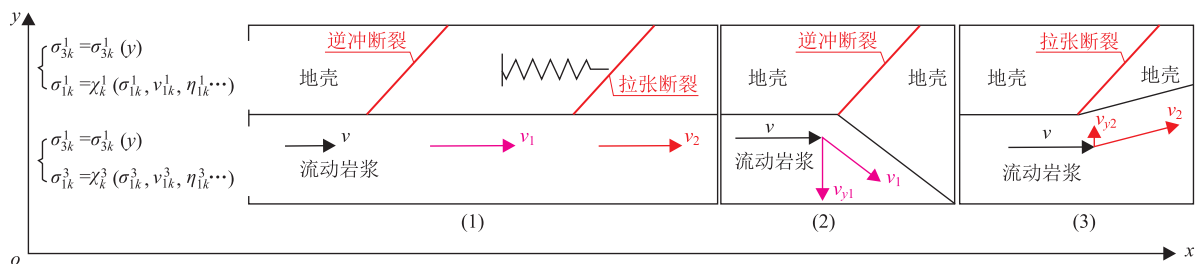 y
σ¹₃ₖ=σ¹₃ₖ(y)
σ¹₁ₖ=χ¹ₖ(σ¹₁ₖ, v¹₁ₖ, η¹₁ₖ···)
σ³₃ₖ=σ¹₃ₖ(y)
σ³₁ₖ=χ³ₖ(σ³₁ₖ, v³₁ₖ, η³₁ₖ···)
逆冲断裂
地壳
拉张断裂
v
v₁
v₂
流动岩浆
(1)
逆冲断裂
地壳
地壳
v
流动岩浆
v₁
vᵧ₁
(2)
拉张断裂
地壳
地壳
v
vᵧ₂
v₂
流动岩浆
(3)
o
x